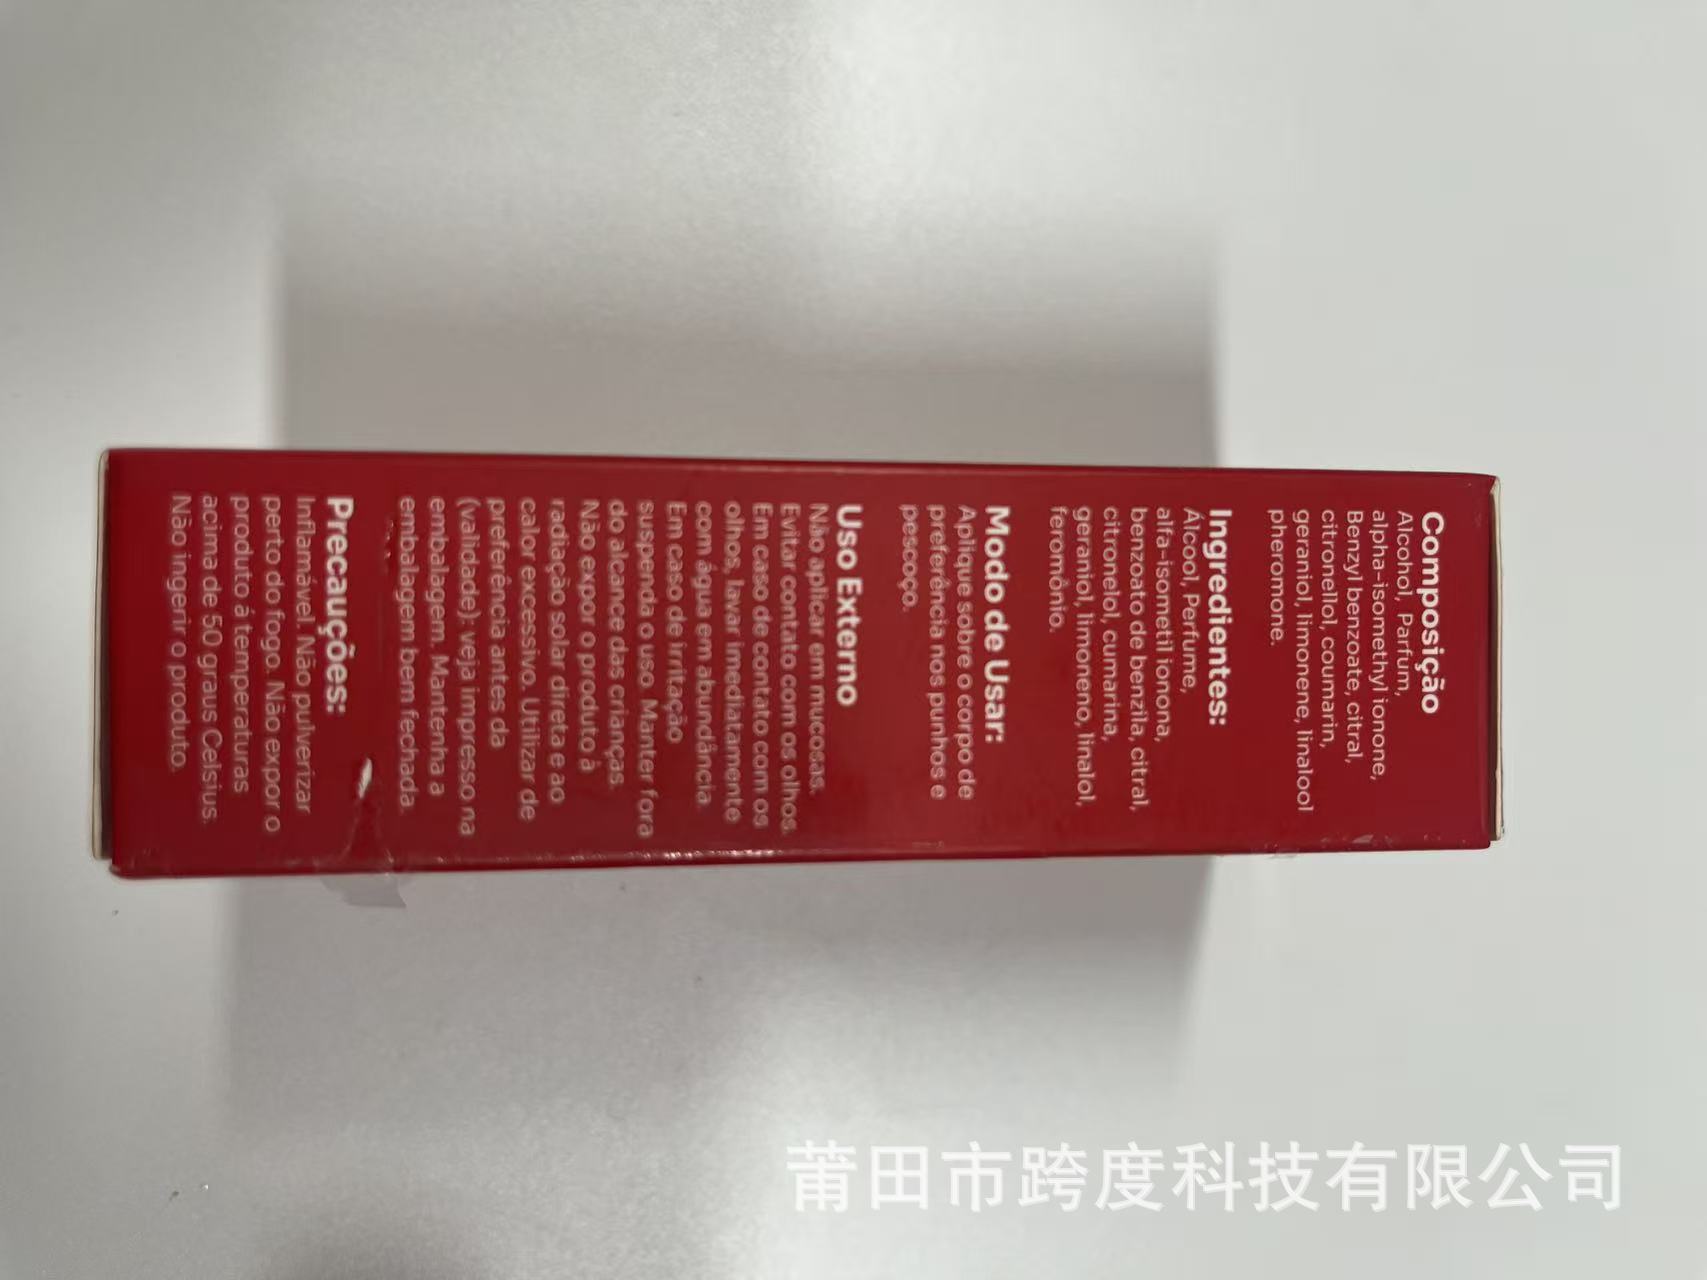 Composição
Alcohol, Parfum,
alpha-isomethyl ionone,
Benzyl benzoate, citral,
citronellol, coumarin,
geraniol, limonene, linalool
pheromone.
Ingredientes:
Álcool, Perfume,
alfa-isometil ionona,
benzoato de benzila, citral,
citronelol, cumarina,
geraniol, limoneno, linalol,
feromônio.
Modo de Usar:
Aplique sobre o corpo de
preferência nos punhos e
pescoço.
Uso Externo
Não aplicar em mucosas.
Evitar contato com os olhos.
Em caso de contato com os
olhos, lavar imediatamente
com água em abundância.
Em caso de irritação
suspenda o uso. Manter fora
do alcance das crianças.
Não expor o produto à
radiação solar direta e ao
calor excessivo. Utilizar de
preferência antes da
(validade): veja impresso na
embalagem. Mantenha a
embalagem bem fechada.
Precauções:
Inflamável. Não pulverizar
perto do fogo. Não expor o
produto á temperaturas
acima de 50 graus Celsius.
Não ingerir o produto.
莆田市跨度科技有限公司